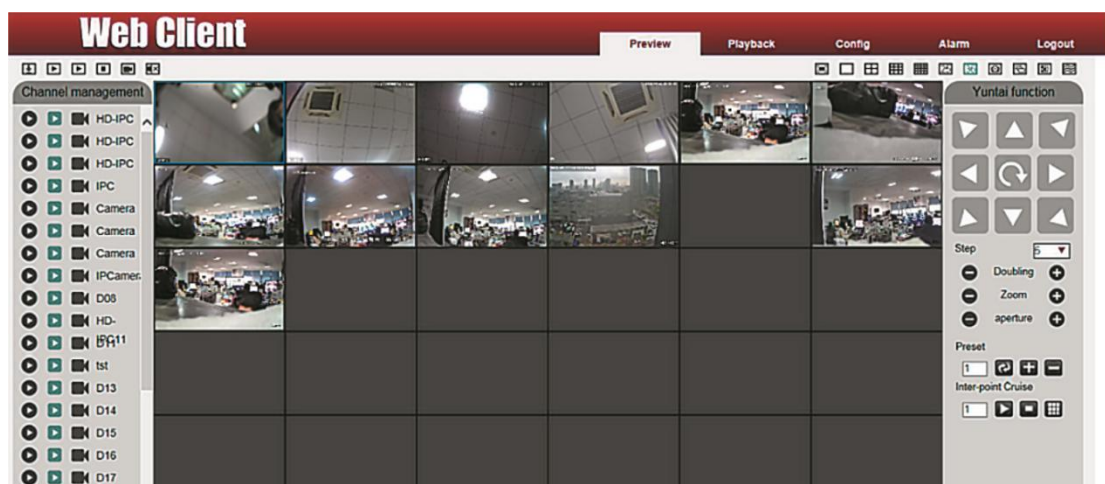 Web Client
Preview
Playback
Config
Alarm
Logout
Channel management
HD-IPC
HD-IPC
HD-IPC
IPC
Camera
Camera
Camera
IPCamera
D08
HD-
IPC11
D11
tst
D13
D14
D15
D16
D17
Yuntai function
Step
5
Doubling
Zoom
aperture
Preset
1
Inter-point Cruise
1